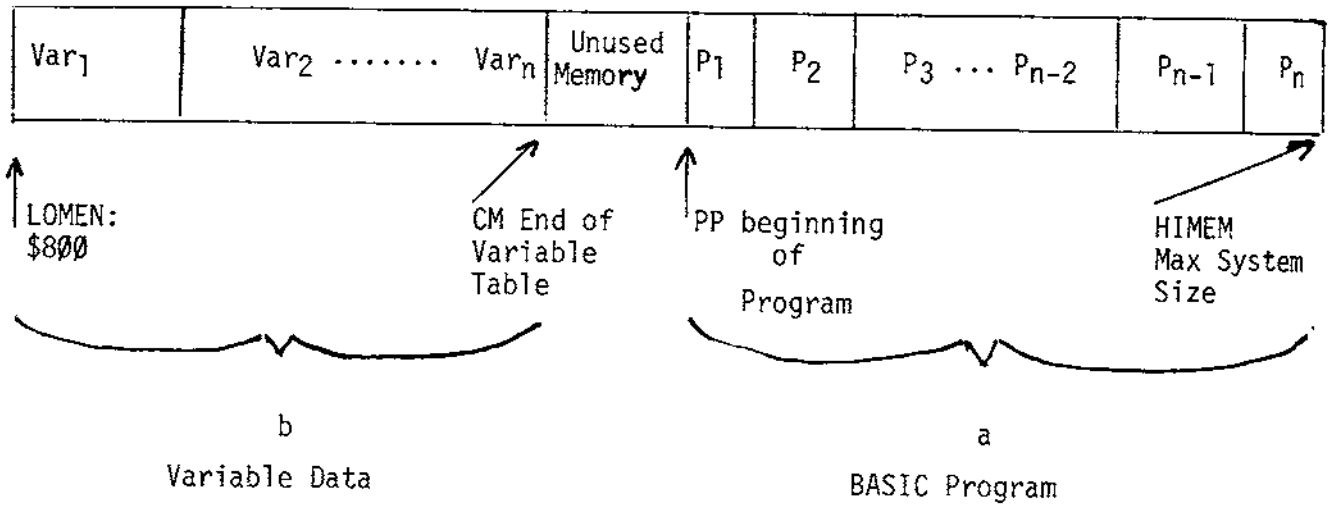 Var₁ Var₂ ....... Varₙ Unused Memory P₁ P₂ P₃ ... Pₙ₋₂ Pₙ₋₁ Pₙ
LOMEN:
$8ØØ
CM End of
Variable
Table
PP beginning
of
Program
HIMEM
Max System
Size
b
Variable Data
a
BASIC Program